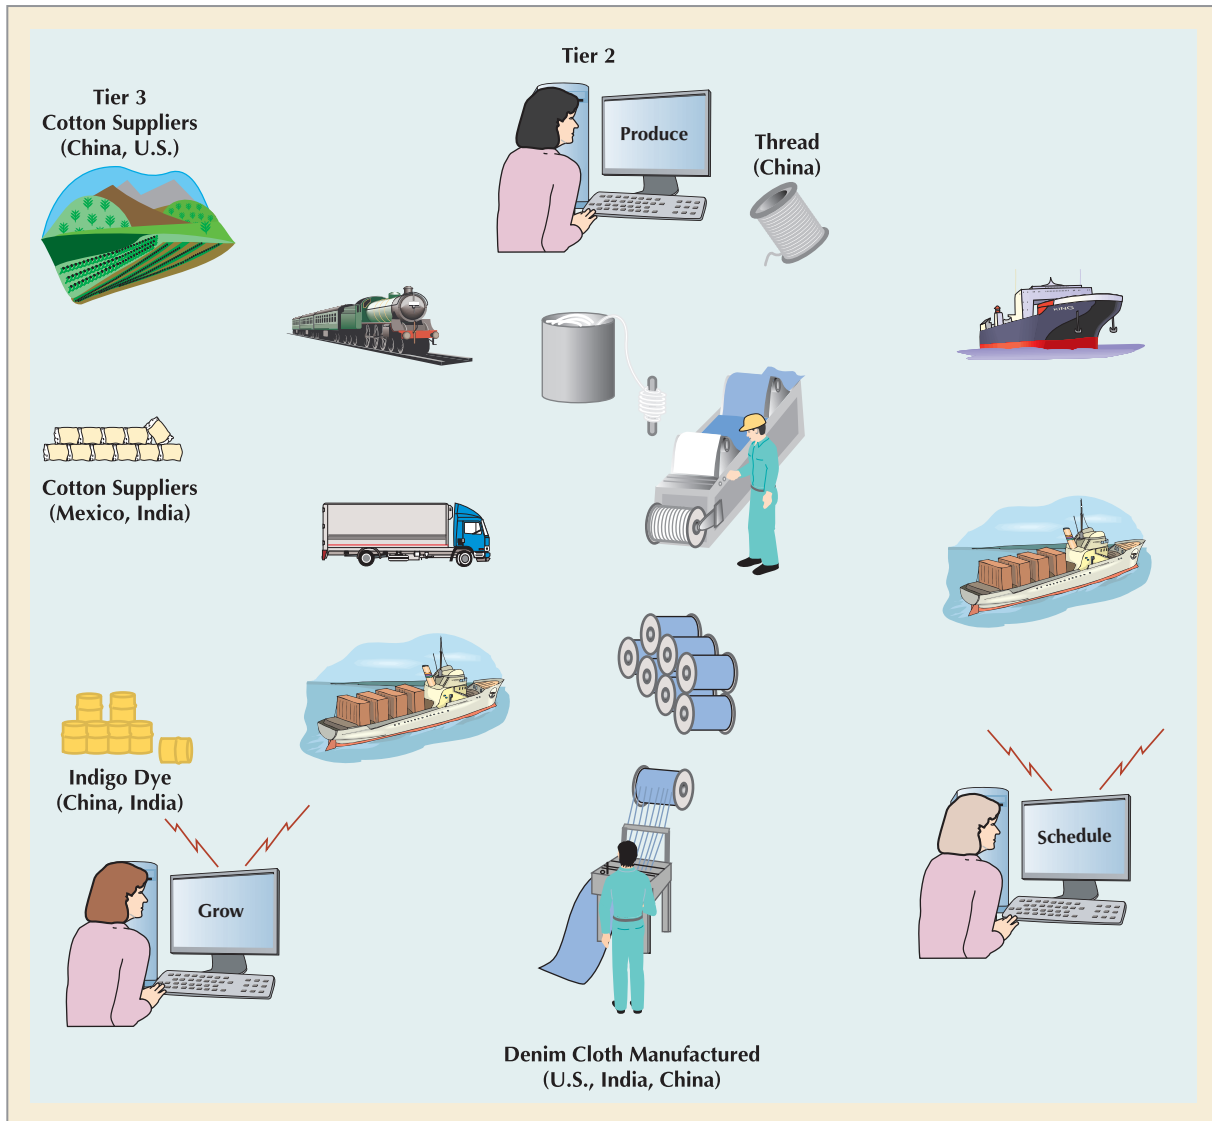 Tier 2
Tier 3
Cotton Suppliers
(China, U.S.)
Produce
Thread
(China)
KING
Cotton Suppliers
(Mexico, India)
Indigo Dye
(China, India)
Grow
Schedule
Denim Cloth Manufactured
(U.S., India, China)